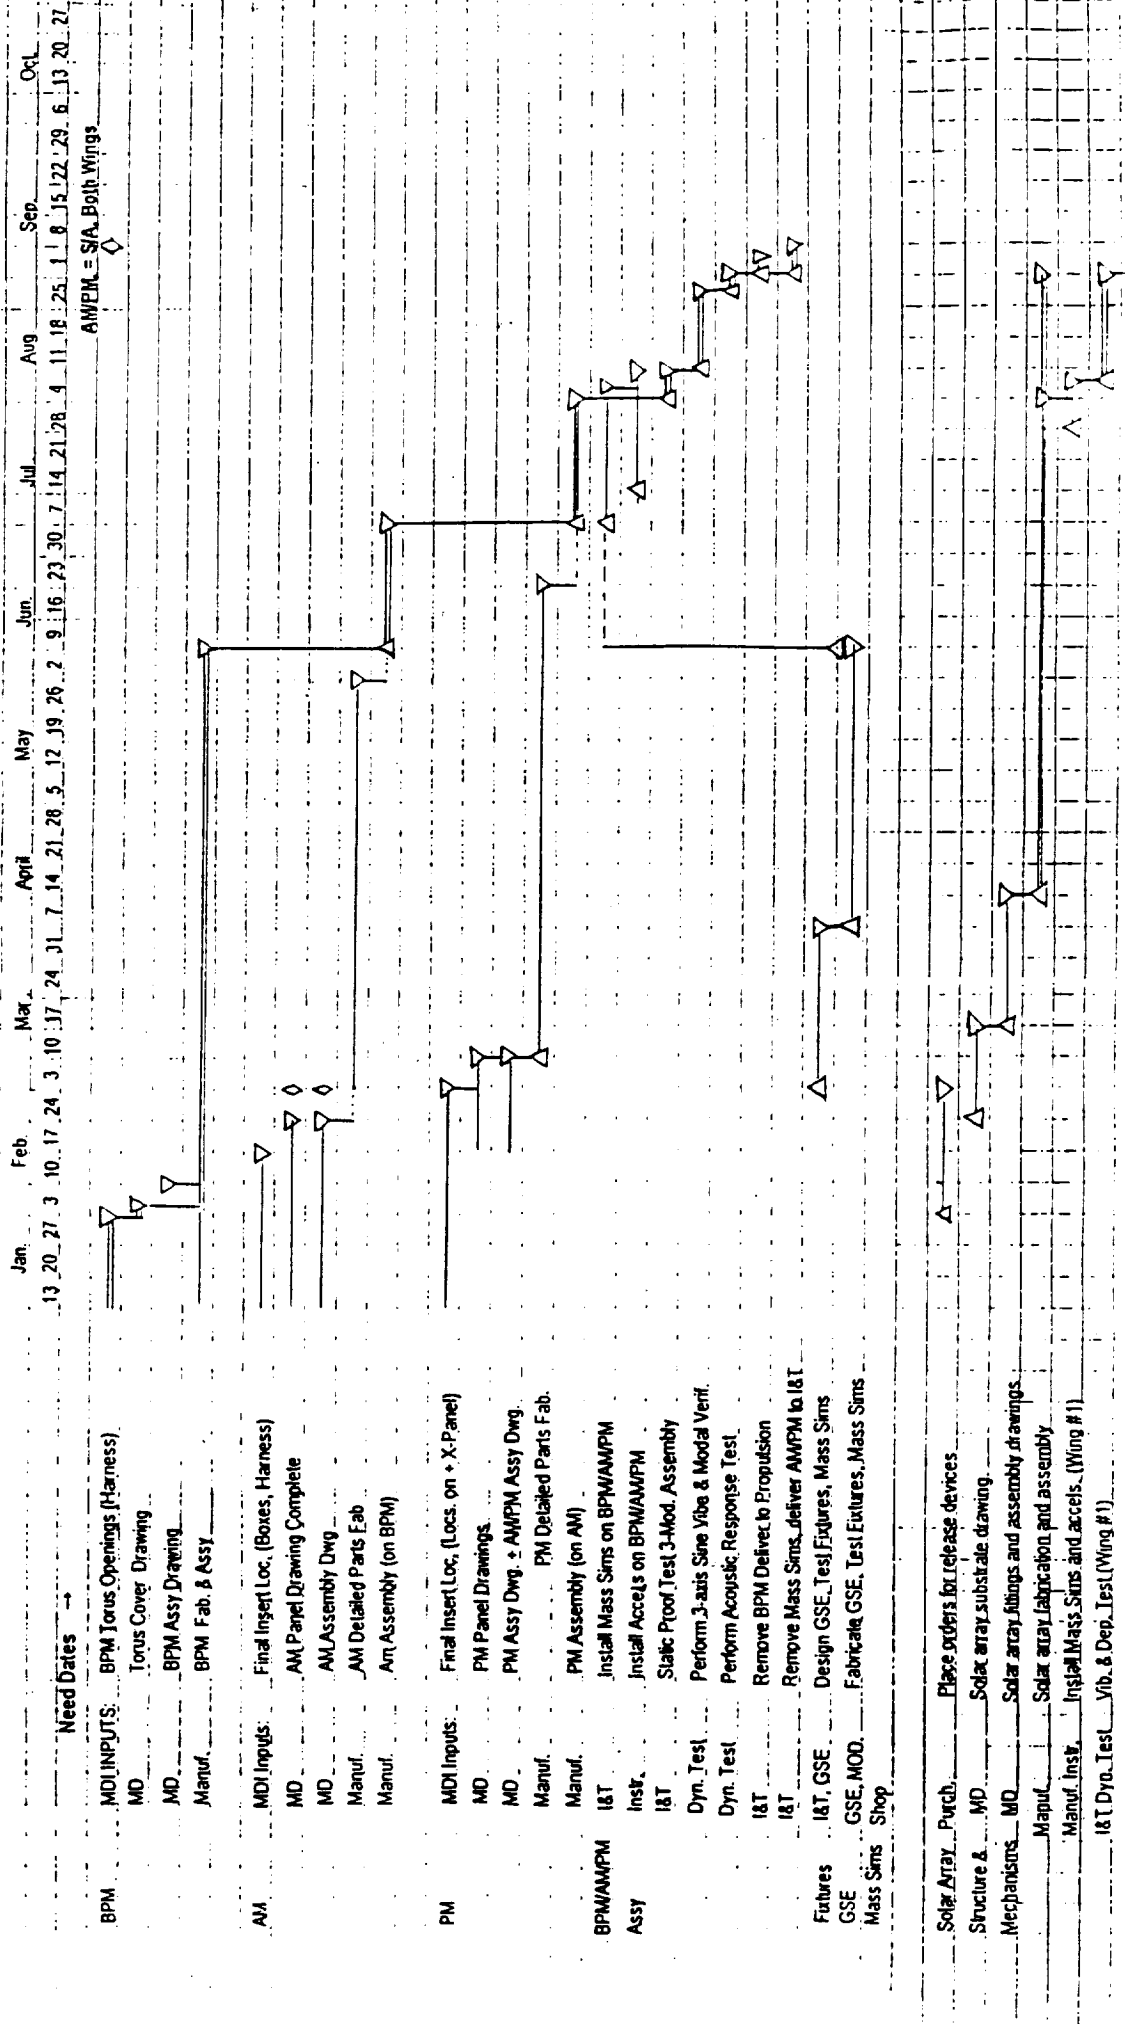 Jan. Feb. Mar. April May Jun. Jul. Aug Sep. Oct.
13 20 27 3 10 17 24 3 10 17 24 31 7 14 21 28 5 12 19 26 2 9 16 23 30 7 14 21 28 4 11 18 25 1 8 15 22 29 6 13 20 27
Need Dates →
AM/PM = S/A Both Wings
BPM MDI INPUTS: BPM Torus Openings (Harness)
MD Torus Cover Drawing
MD BPM Assy Drawing
Manuf. BPM Fab. & Assy
AM MDI Inputs: Final Insert Loc, (Boxes, Harness)
MD AM Panel Drawing Complete
MD AM Assembly Dwg
Manuf. AM Detailed Parts Fab
Manuf. Am Assembly (on BPM)
PM MDI Inputs: Final Insert Loc, (Locs. on + X-Panel)
MD PM Panel Drawings
MD PM Assy Dwg. + AM/PM Assy Dwg.
Manuf. PM Detailed Parts Fab.
Manuf. PM Assembly (on AM)
BPM/AM/PM I&T Install Mass Sims on BPM/AM/PM
Assy Instr. Install Accels on BPM/AM/PM
I&T Static Proof Test 3-Mod. Assembly
Dyn. Test Perform 3-axis Sine Vibe & Modal Verif.
Dyn. Test Perform Acoustic Response Test
I&T Remove BPM Deliver to Propulsion
I&T Remove Mass Sims, deliver AM/PM to I&T
Fixtures I&T, GSE Design GSE, Test Fixtures, Mass Sims
GSE GSE, MOD. Fabricate GSE, Test Fixtures, Mass Sims
Mass Sims Shop
Solar Array Purch. Place orders for release devices
Structure & MD Solar array substrate drawing
Mechanisms MD Solar array fittings and assembly drawings
Manuf. Solar array fabrication and assembly
Manuf. Instr. Install Mass Sims and accels. (Wing #1)
I&T Dyn. Test Vib. & Dep. Test (Wing #1)